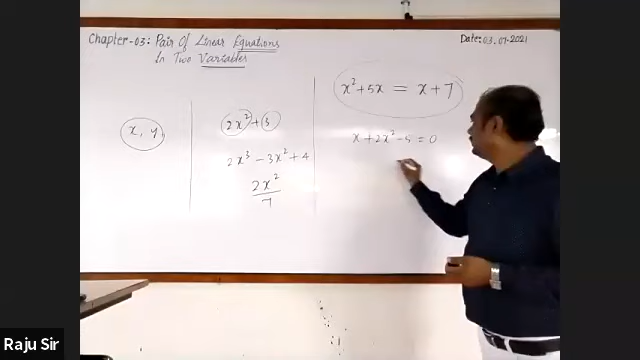 Chapter-03: Pair Of Linear Equations
In Two Variables
Date: 03.07.2021
x, y
2x² + 3
2x³ - 3x² + 4
2x²
7
x² + 5x = x + 7
x + 2x² - 5 = 0
Raju Sir